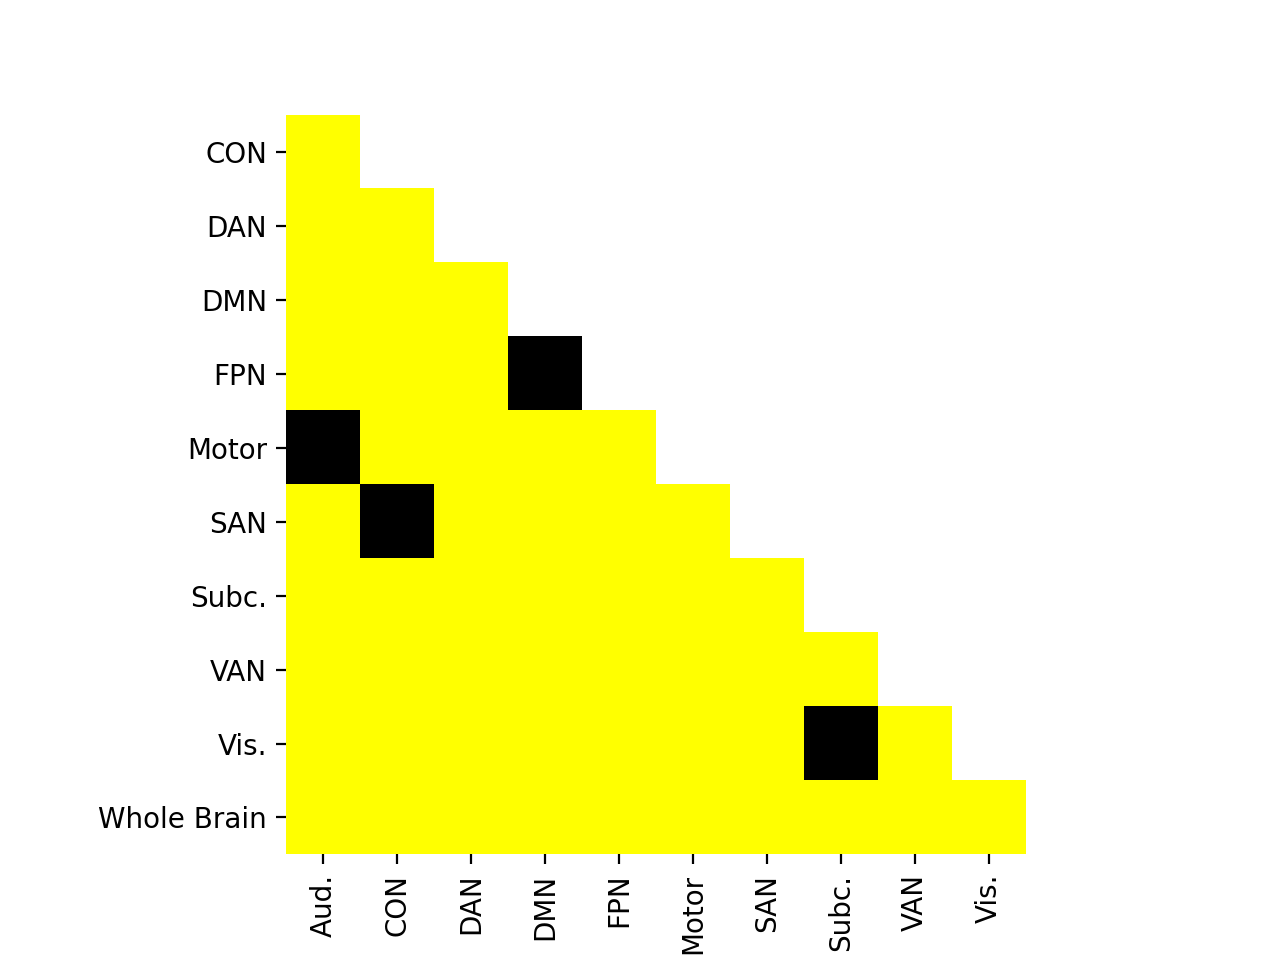 CON
DAN
DMN
FPN
Motor
SAN
Subc.
VAN
Vis.
Whole Brain
Aud.
CON
DAN
DMN
FPN
Motor
SAN
Subc.
VAN
Vis.